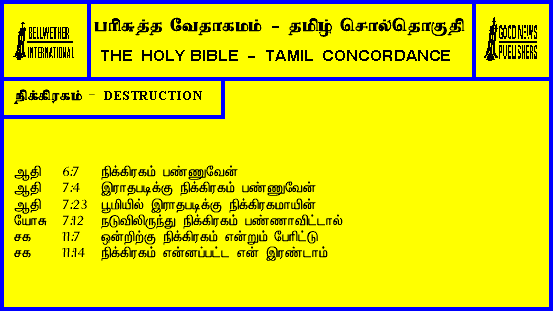 BELLWETHER
INTERNATIONAL
பரிசுத்த வேதாகமம் - தமிழ் சொல்தொகுதி
THE HOLY BIBLE - TAMIL CONCORDANCE
GOOD NEWS
PUBLISHERS
நிக்கிரகம் - DESTRUCTION
ஆதி 6:7 நிக்கிரகம் பண்ணுவேன்
ஆதி 7:4 இராதபடிக்கு நிக்கிரகம் பண்ணுவேன்
ஆதி 7:23 பூமியில் இராதபடிக்கு நிக்கிரகமாயின்
யோசு 7:12 நடுவிலிருந்து நிக்கிரகம் பண்ணாவிட்டால்
சக 11:7 ஒன்றிற்கு நிக்கிரகம் என்றும் பேரிட்டு
சக 11:14 நிக்கிரகம் என்னப்பட்ட என் இரண்டாம்